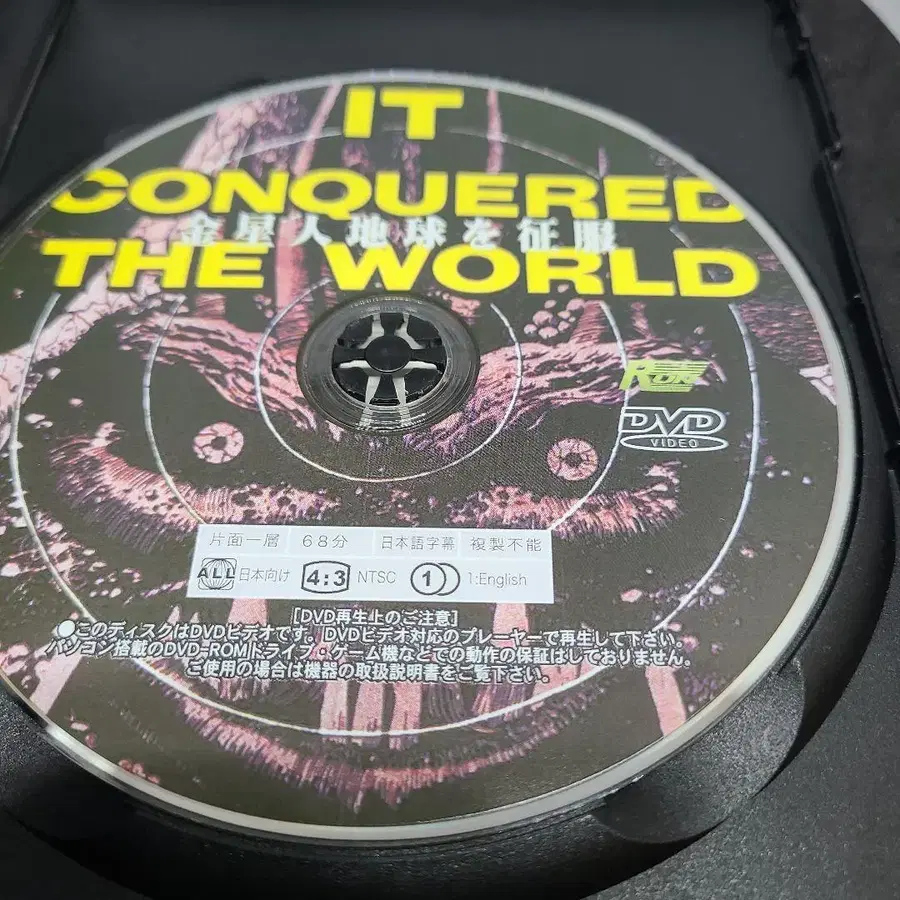 IT
CONQUERED
金星人地球を征服
THE WORLD
DVD
VIDEO
片面一層 68分 日本語字幕 複製不能
ALL 日本向け 4:3 NTSC 1 1:English
[DVD再生上のご注意]
●このディスクはDVDビデオです。DVDビデオ対応のプレーヤーで再生して下さい。
パソコン搭載のDVD-ROMドライブ・ゲーム機などでの動作の保証はしておりません。
ご使用の場合は機器の取扱説明書をご覧下さい。